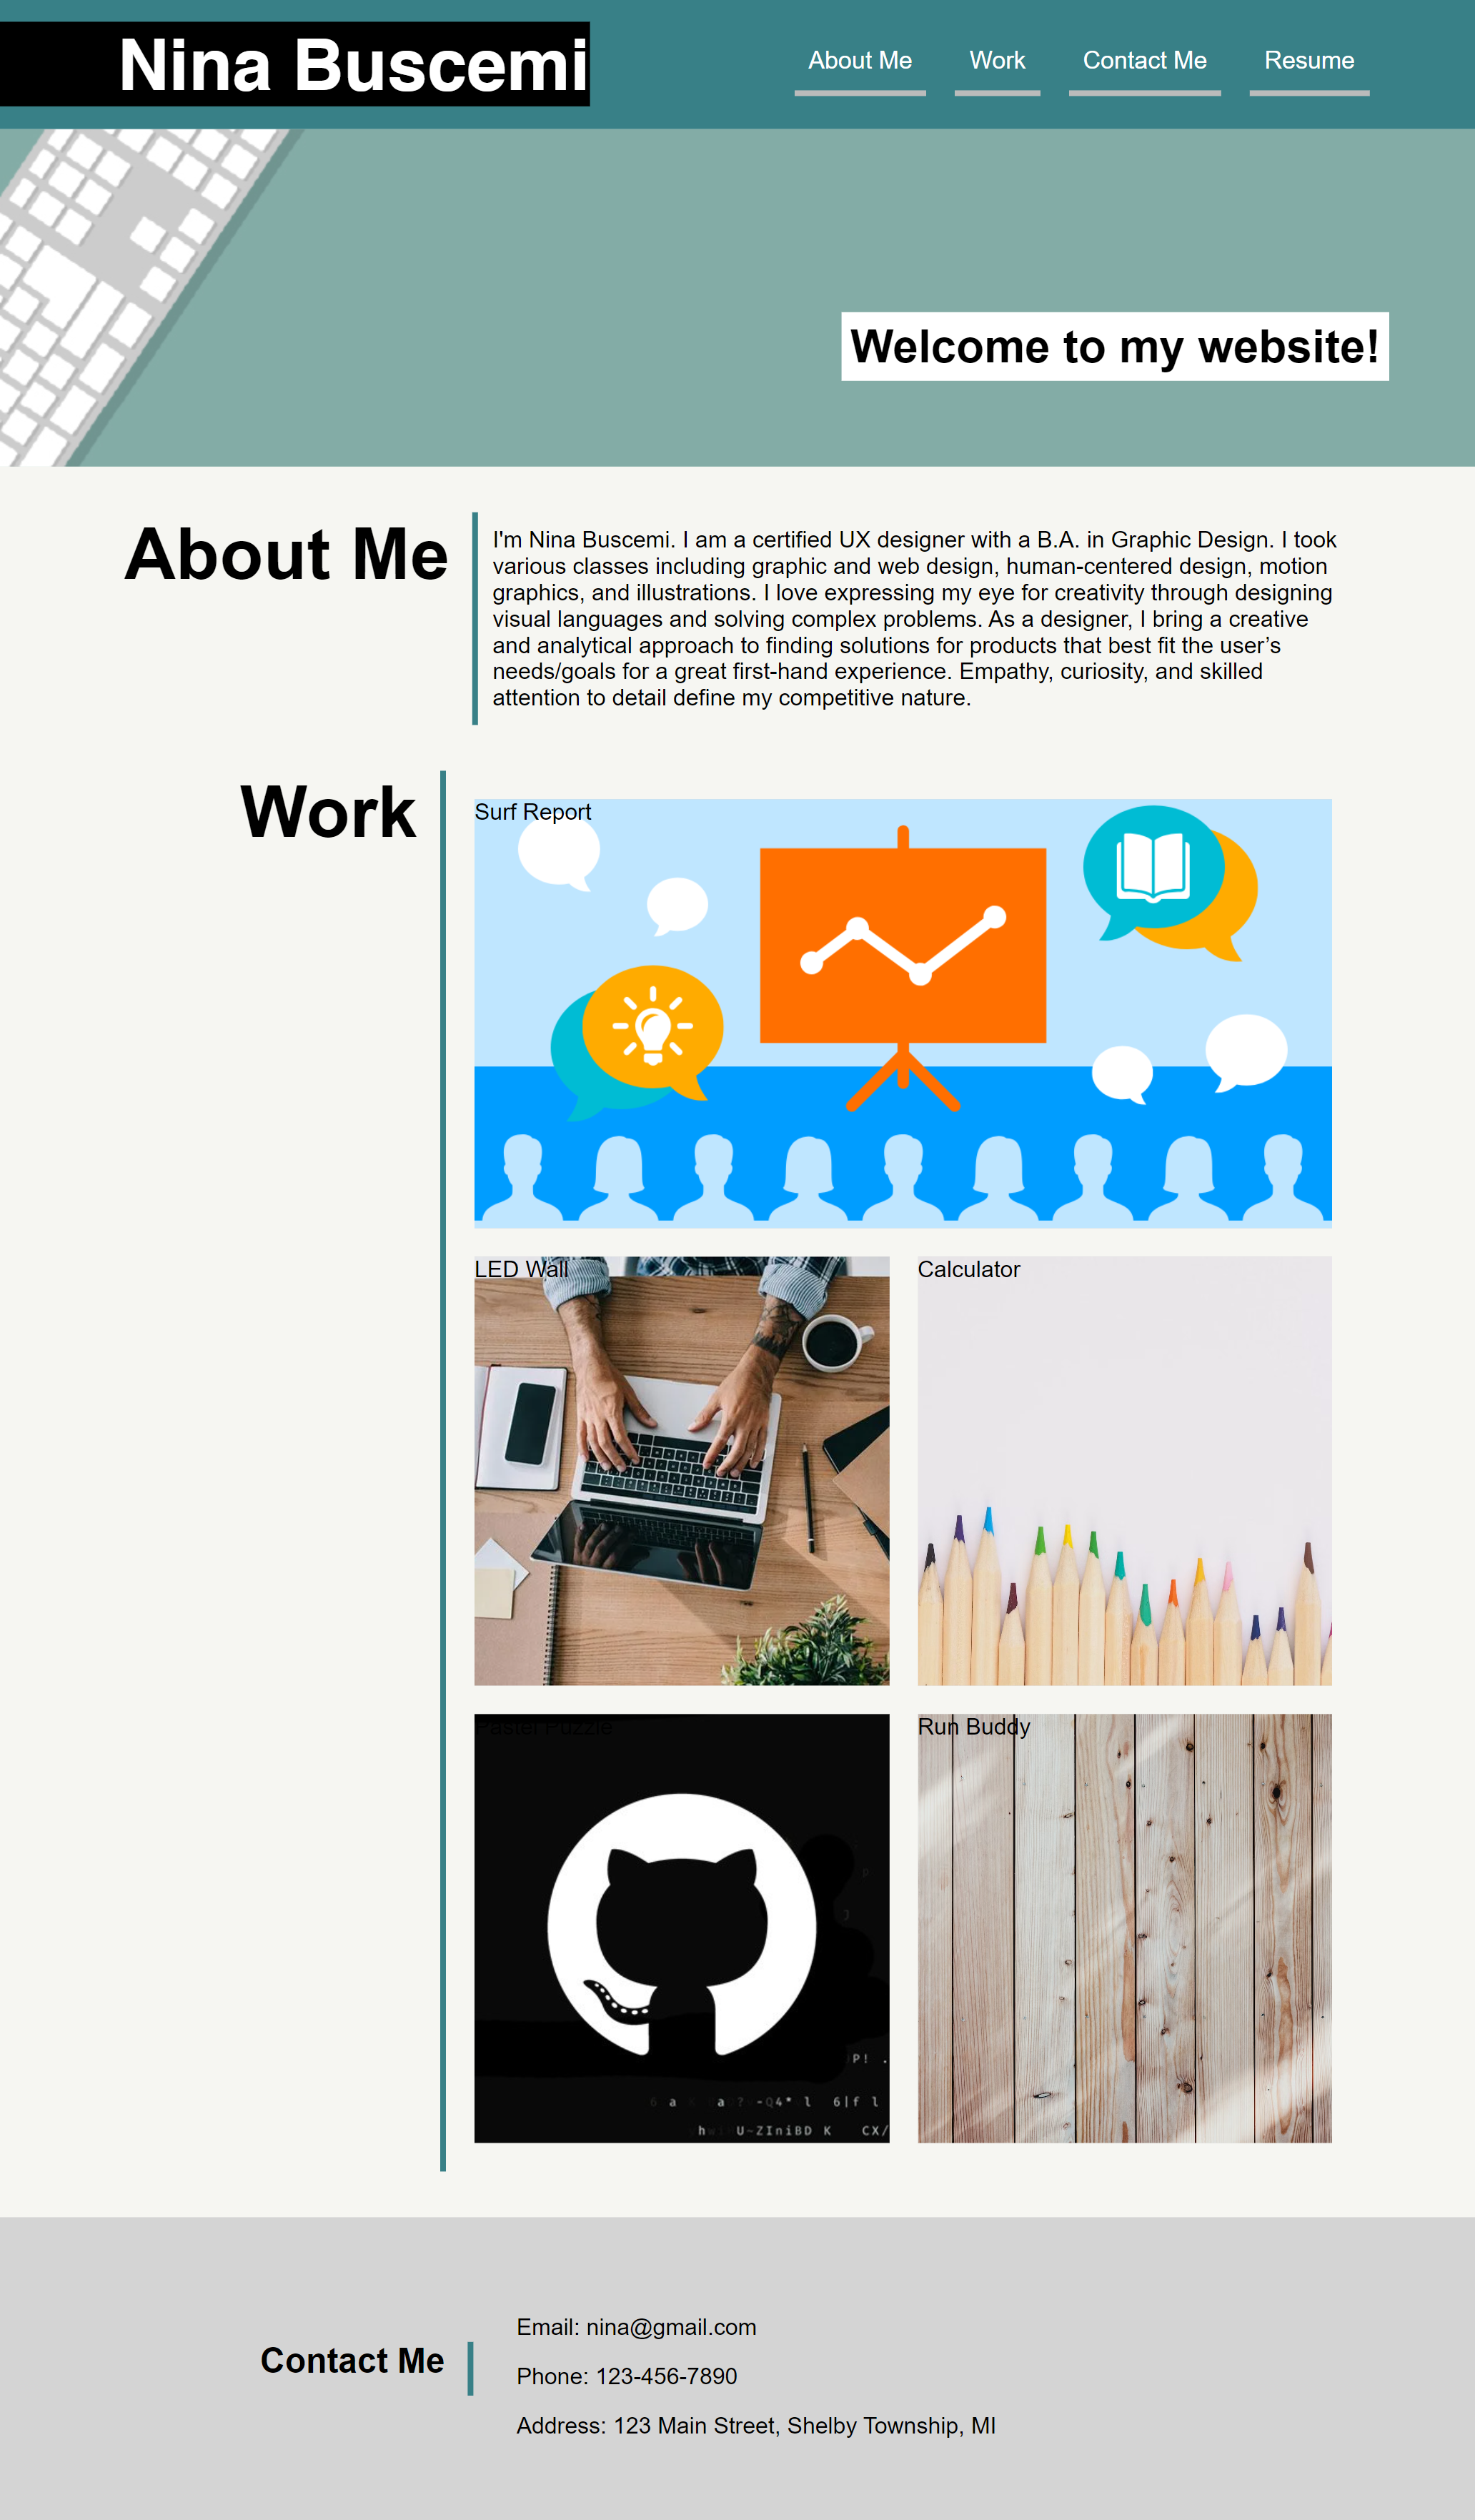 Nina Buscemi
About Me
Work
Contact Me
Resume
Welcome to my website!
About Me
I'm Nina Buscemi. I am a certified UX designer with a B.A. in Graphic Design. I took
various classes including graphic and web design, human-centered design, motion
graphics, and illustrations. I love expressing my eye for creativity through designing
visual languages and solving complex problems. As a designer, I bring a creative
and analytical approach to finding solutions for products that best fit the user’s
needs/goals for a great first-hand experience. Empathy, curiosity, and skilled
attention to detail define my competitive nature.
Work
Surf Report
LED Wall
Calculator
Pastel Puzzle
Run Buddy
P! .
a a ? -Q4* l 6|f l
h U~ZIniBD K CX/
Contact Me
Email: nina@gmail.com
Phone: 123-456-7890
Address: 123 Main Street, Shelby Township, MI